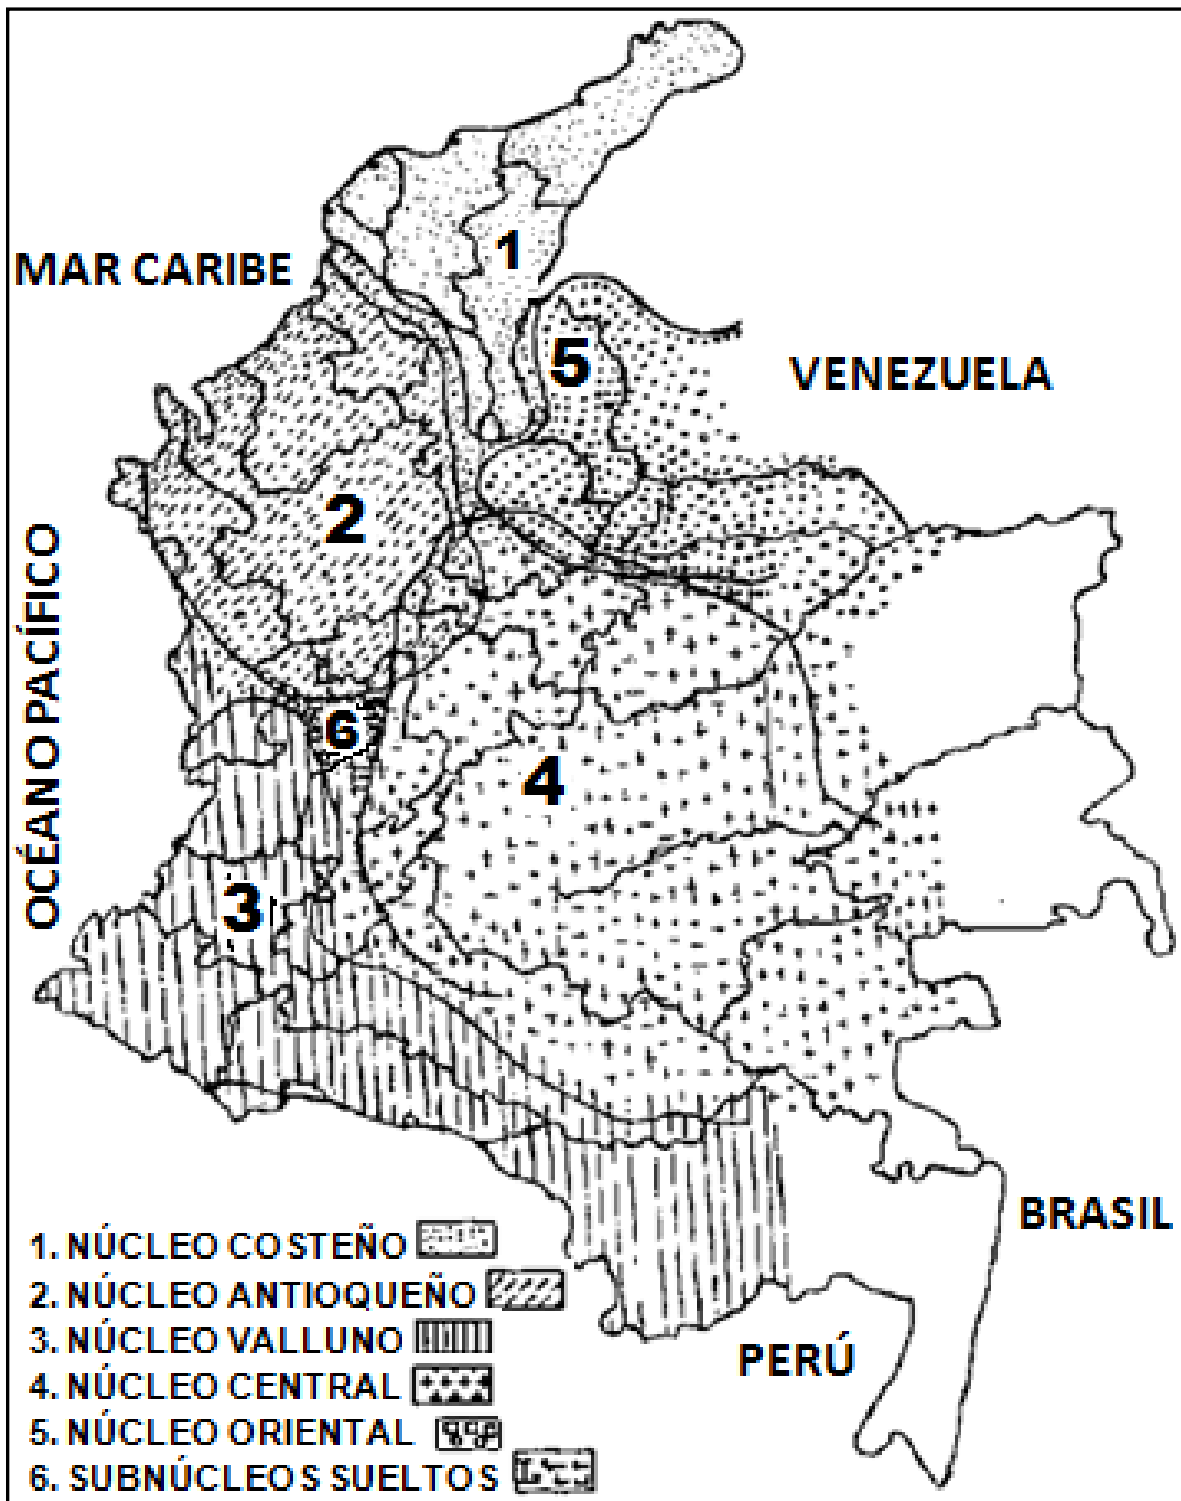 MAR CARIBE
1
5
VENEZUELA
2
OCÉANO PACÍFICO
6
4
3
BRASIL
PERÚ
1. NÚCLEO COSTEÑO
2. NÚCLEO ANTIOQUEÑO
3. NÚCLEO VALLUNO
4. NÚCLEO CENTRAL
5. NÚCLEO ORIENTAL
6. SUBNÚCLEOS SUELTOS